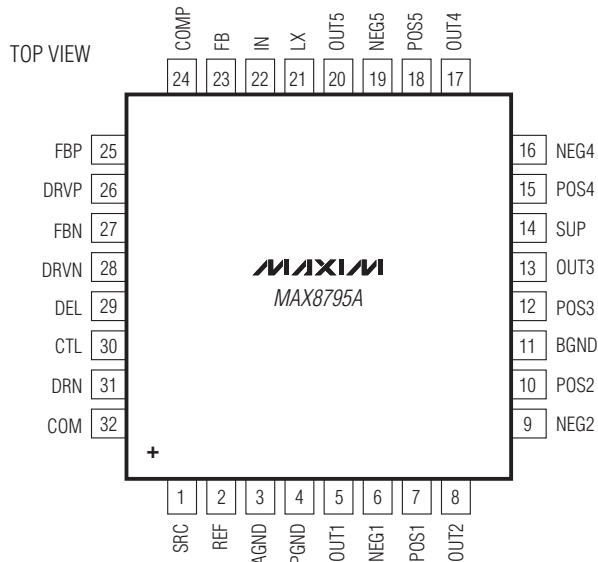 TOP VIEW
COMP
FB
IN
LX
OUT5
NEG5
POS5
OUT4
24 23 22 21 20 19 18 17
FBP 25
DRVP 26
FBN 27
DRVN 28
DEL 29
CTL 30
DRN 31
COM 32
MAXIM
MAX8795A
16 NEG4
15 POS4
14 SUP
13 OUT3
12 POS3
11 BGND
10 POS2
9 NEG2
+
1 2 3 4 5 6 7 8
SRC
REF
AGND
PGND
OUT1
NEG1
POS1
OUT2